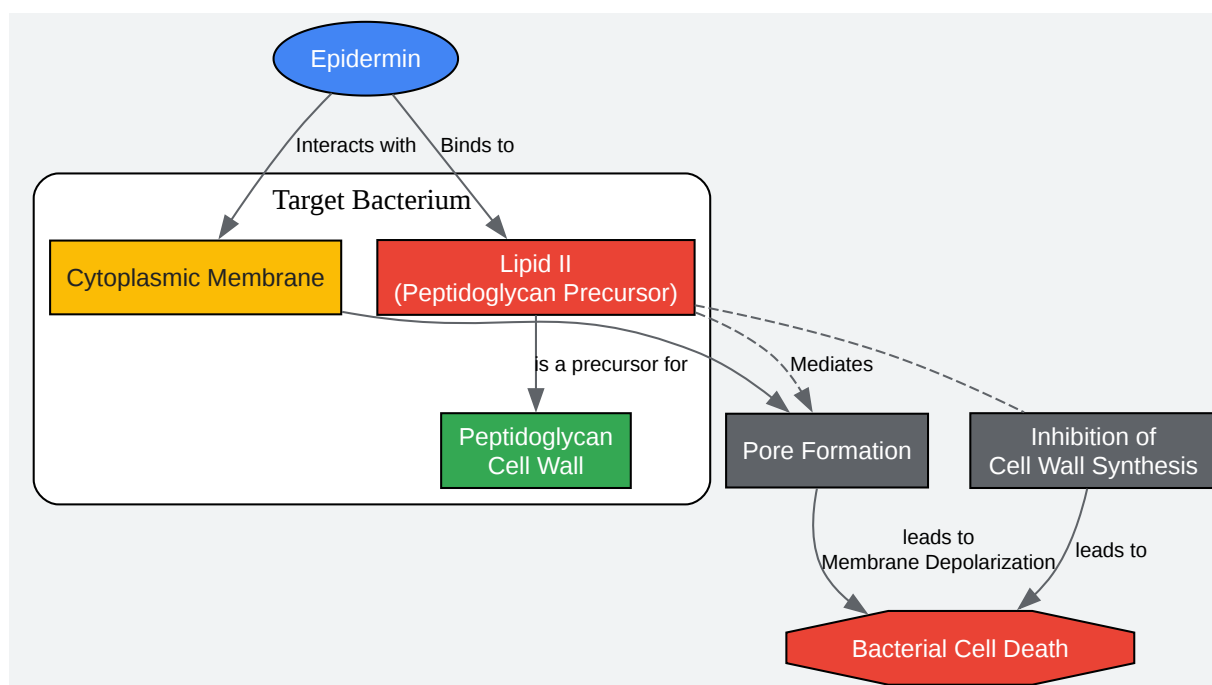 Epidermin
Interacts with
Binds to
Target Bacterium
Cytoplasmic Membrane
Lipid II
(Peptidoglycan Precursor)
is a precursor for
Mediates
Peptidoglycan
Cell Wall
Pore Formation
Inhibition of
Cell Wall Synthesis
leads to
Membrane Depolarization
leads to
Bacterial Cell Death